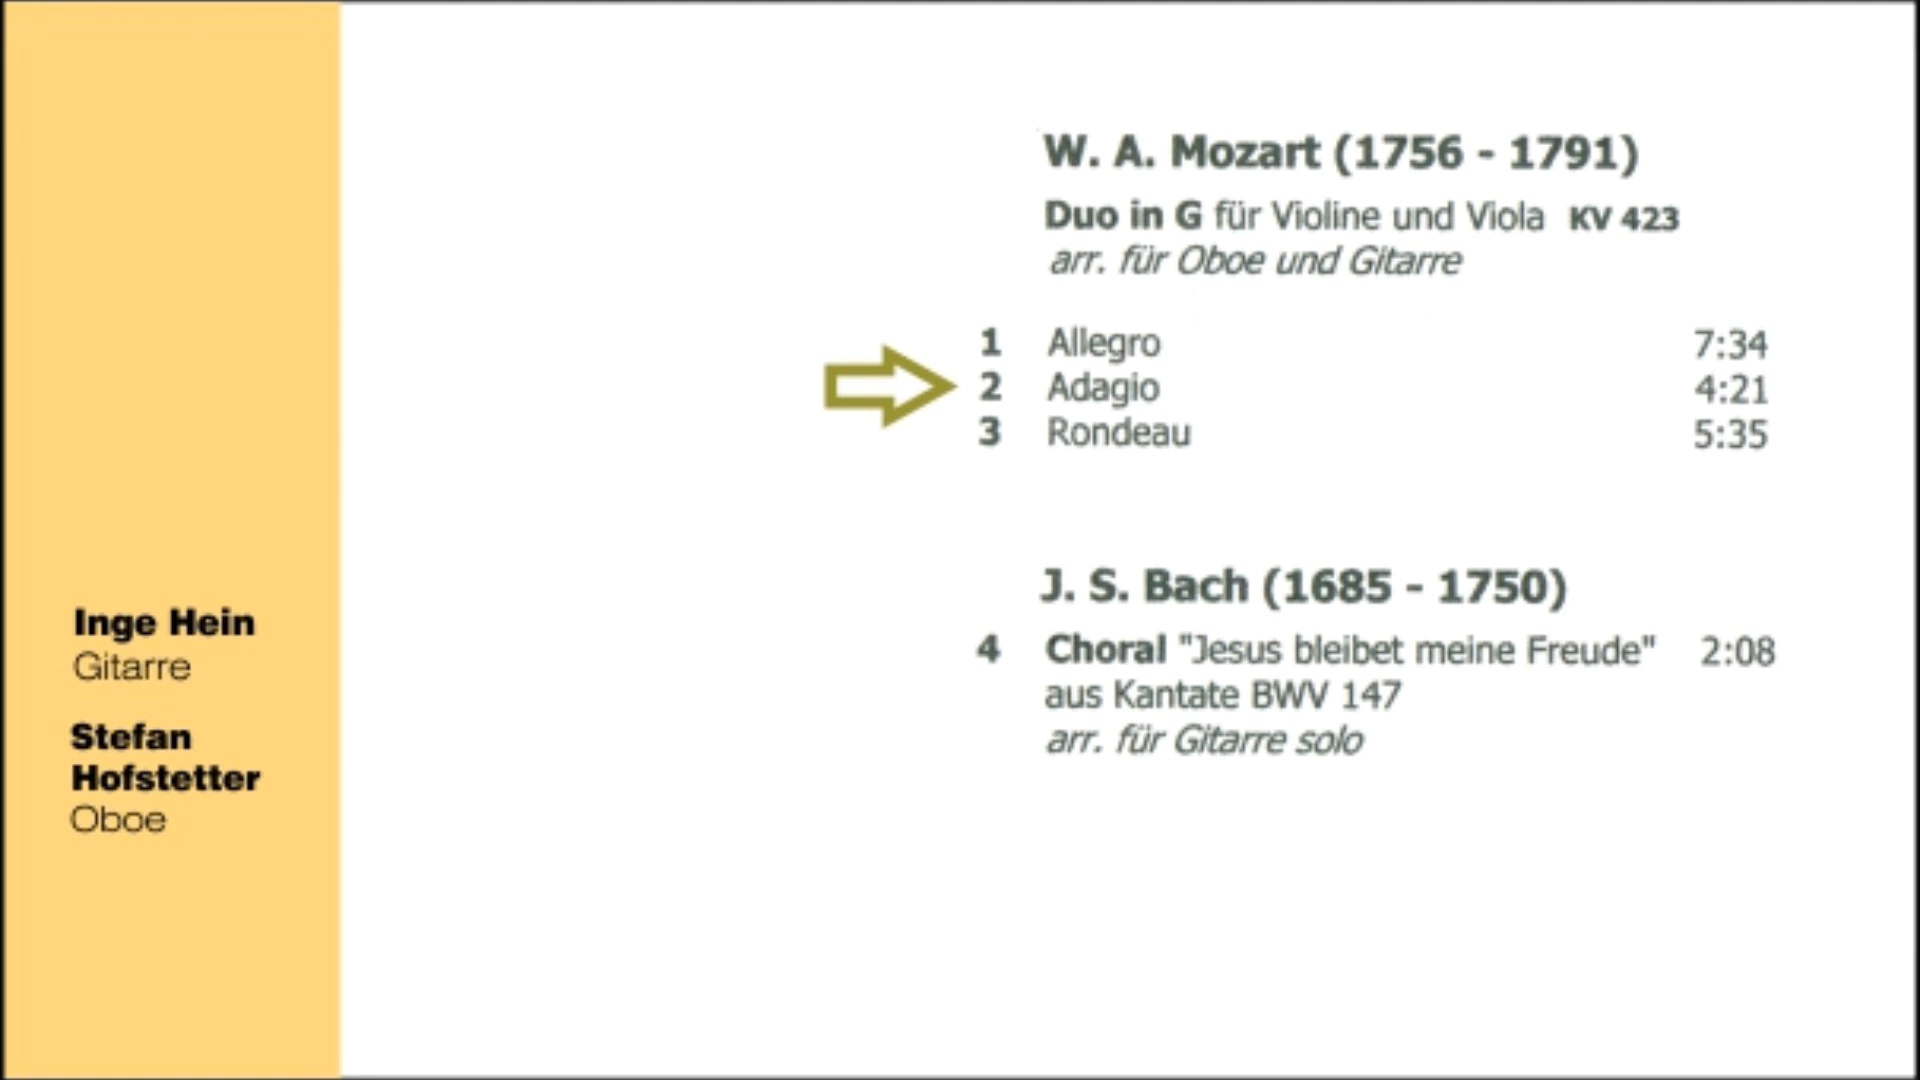 W. A. Mozart (1756 - 1791)
Duo in G für Violine und Viola KV 423
arr. für Oboe und Gitarre
1 Allegro 7:34
2 Adagio 4:21
3 Rondeau 5:35
J. S. Bach (1685 - 1750)
4 Choral "Jesus bleibet meine Freude" 2:08
aus Kantate BWV 147
arr. für Gitarre solo
Inge Hein
Gitarre
Stefan
Hofstetter
Oboe